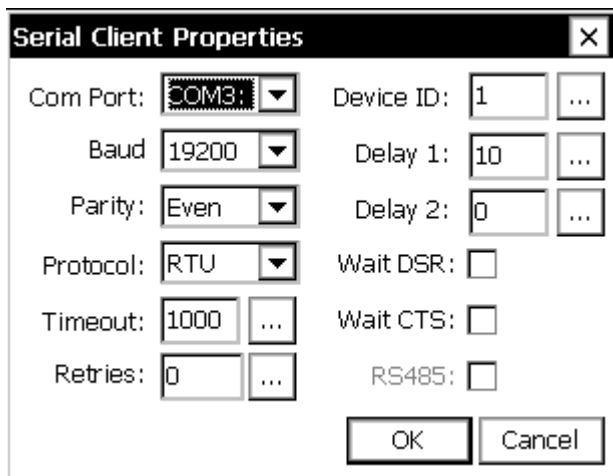 Serial Client Properties
Com Port: COM3: Device ID: 1 ...
Baud 19200 Delay 1: 10 ...
Parity: Even Delay 2: 0 ...
Protocol: RTU Wait DSR:
Timeout: 1000 ... Wait CTS:
Retries: 0 ... RS485:
OK Cancel